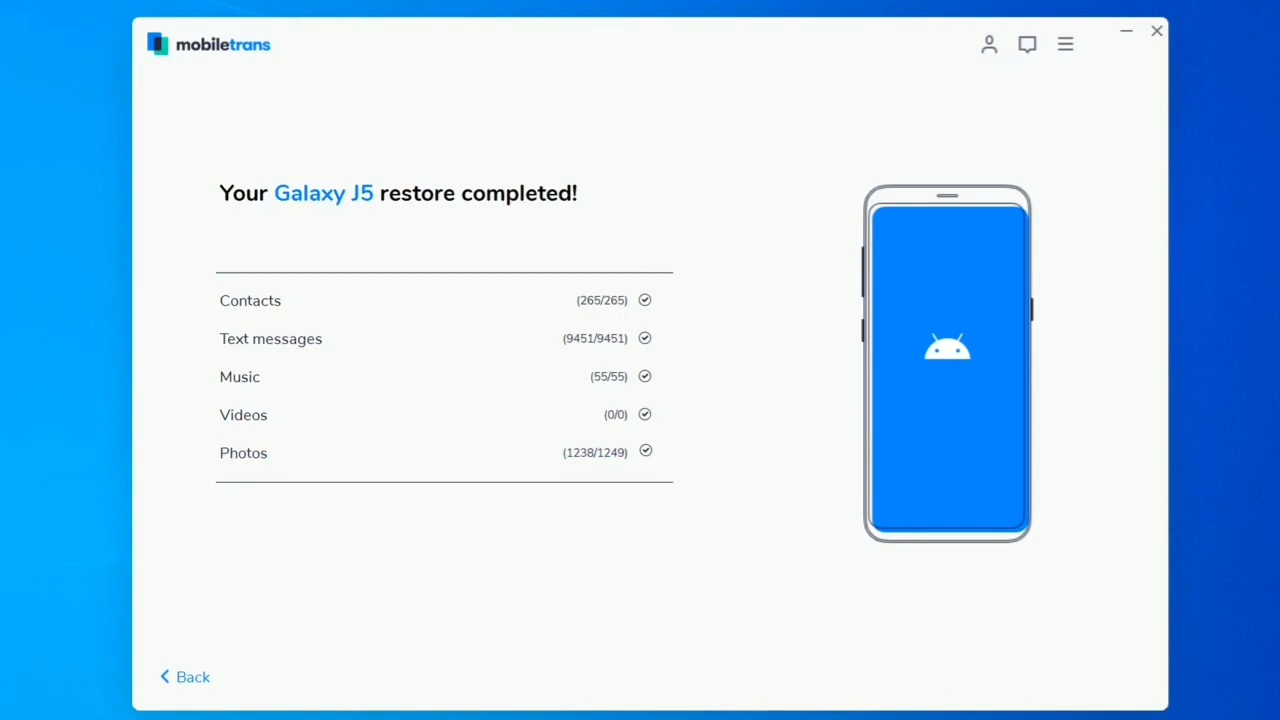 mobiletrans
Your Galaxy J5 restore completed!
Contacts (265/265)
Text messages (9451/9451)
Music (55/55)
Videos (0/0)
Photos (1238/1249)
Back